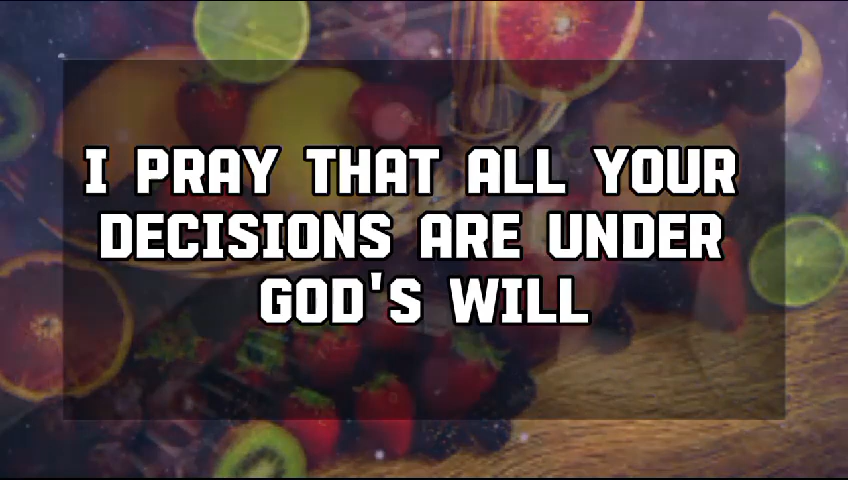 I PRAY THAT ALL YOUR
DECISIONS ARE UNDER
GOD'S WILL